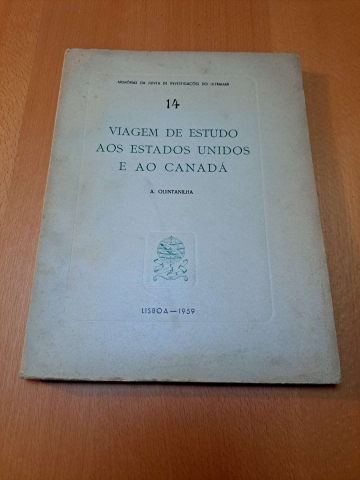 MEMÓRIAS DA JUNTA DE INVESTIGAÇÕES DO ULTRAMAR
14
VIAGEM DE ESTUDO
AOS ESTADOS UNIDOS
E AO CANADÁ
A. QUINTANILHA
LISBOA—1959